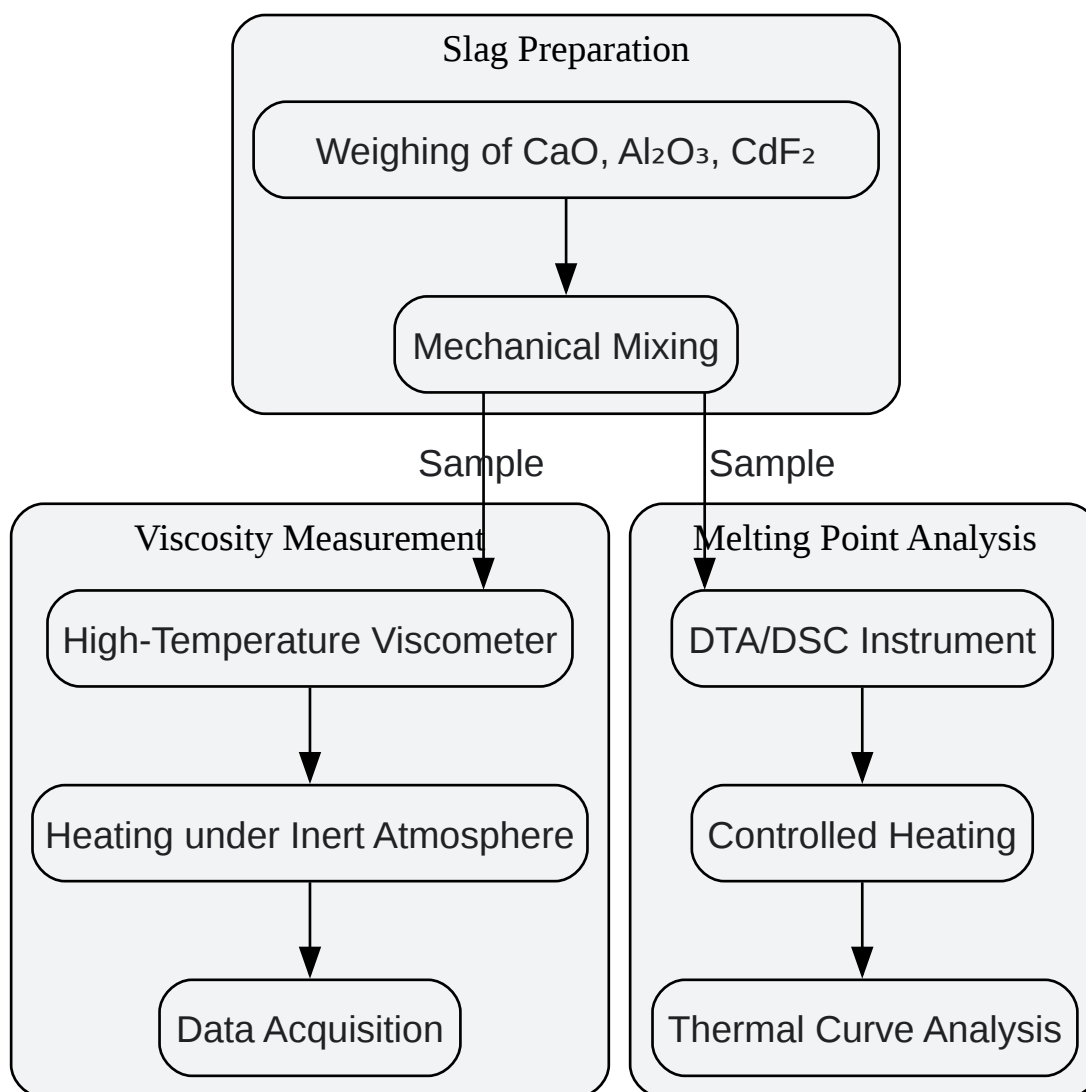 Slag Preparation
Weighing of CaO, Al₂O₃, CdF₂
Mechanical Mixing
Sample
Sample
Viscosity Measurement
High-Temperature Viscometer
Heating under Inert Atmosphere
Data Acquisition
Melting Point Analysis
DTA/DSC Instrument
Controlled Heating
Thermal Curve Analysis